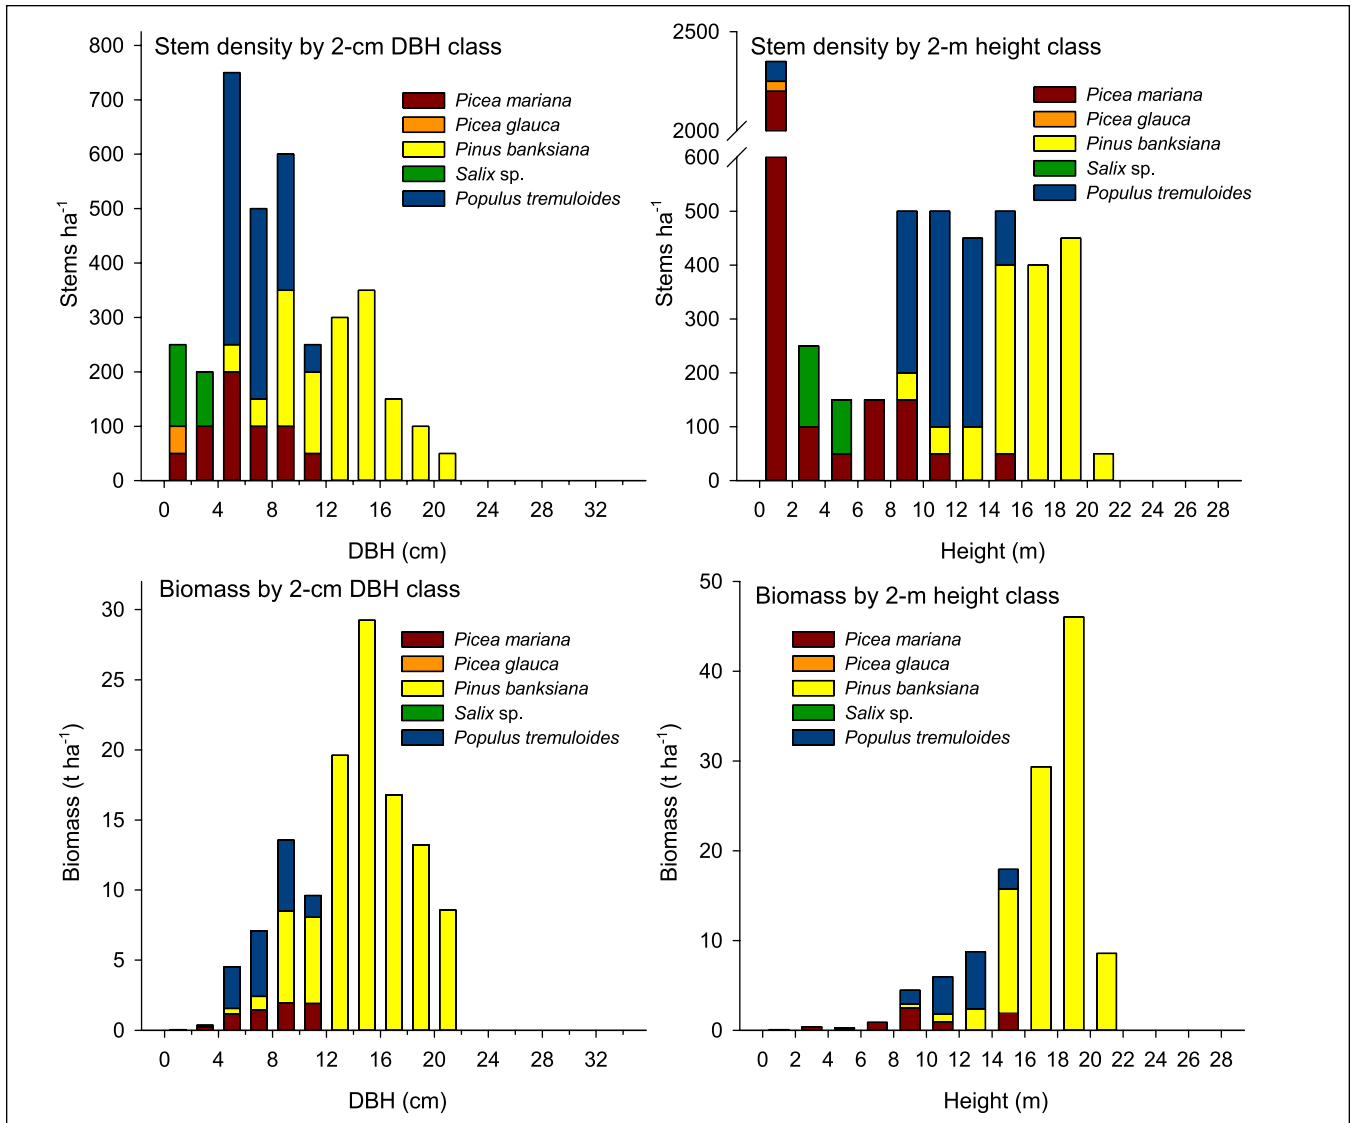 Stem density by 2-cm DBH class
800
700
600
500
400
300
200
100
0
Stems ha-1
Picea mariana
Picea glauca
Pinus banksiana
Salix sp.
Populus tremuloides
0 4 8 12 16 20 24 28 32
DBH (cm)
Stem density by 2-m height class
2500
2000
600
500
400
300
200
100
0
Stems ha-1
Picea mariana
Picea glauca
Pinus banksiana
Salix sp.
Populus tremuloides
0 2 4 6 8 10 12 14 16 18 20 22 24 26 28
Height (m)
Biomass by 2-cm DBH class
30
25
20
15
10
5
0
Biomass (t ha-1)
Picea mariana
Picea glauca
Pinus banksiana
Salix sp.
Populus tremuloides
0 4 8 12 16 20 24 28 32
DBH (cm)
Biomass by 2-m height class
50
40
30
20
10
0
Biomass (t ha-1)
Picea mariana
Picea glauca
Pinus banksiana
Salix sp.
Populus tremuloides
0 2 4 6 8 10 12 14 16 18 20 22 24 26 28
Height (m)